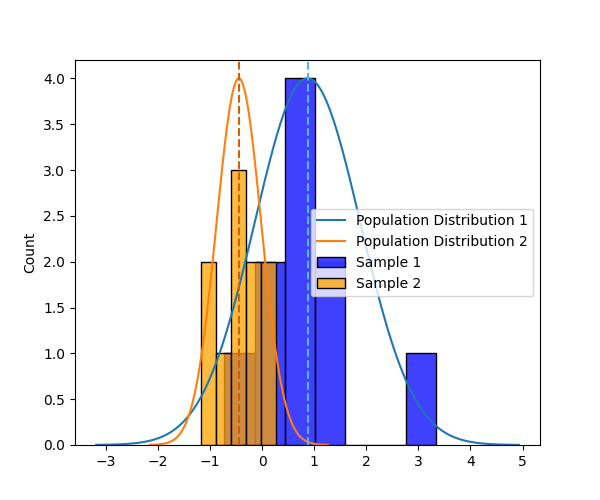 4.0
3.5
3.0
2.5
2.0
1.5
1.0
0.5
0.0
Count
Population Distribution 1
Population Distribution 2
Sample 1
Sample 2
−3 −2 −1 0 1 2 3 4 5